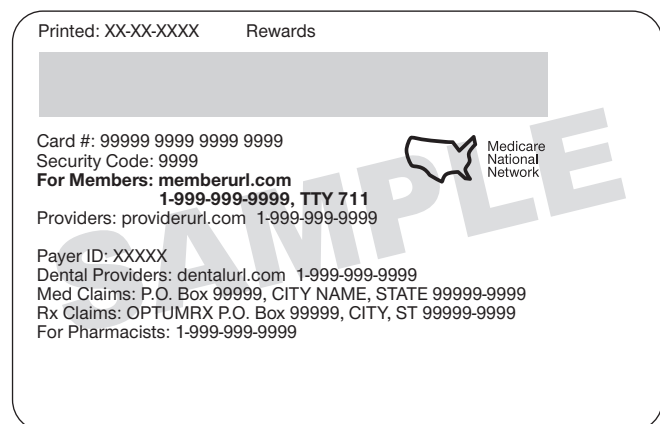 Printed: XX-XX-XXXX Rewards
Card #: 99999 9999 9999 9999
Security Code: 9999
For Members: memberurl.com
1-999-999-9999, TTY 711
Providers: providerurl.com 1-999-999-9999
Medicare
National
Network
Payer ID: XXXXX
Dental Providers: dentalurl.com 1-999-999-9999
Med Claims: P.O. Box 99999, CITY NAME, STATE 99999-9999
Rx Claims: OPTUMRX P.O. Box 99999, CITY, ST 99999-9999
For Pharmacists: 1-999-999-9999
SAMPLE